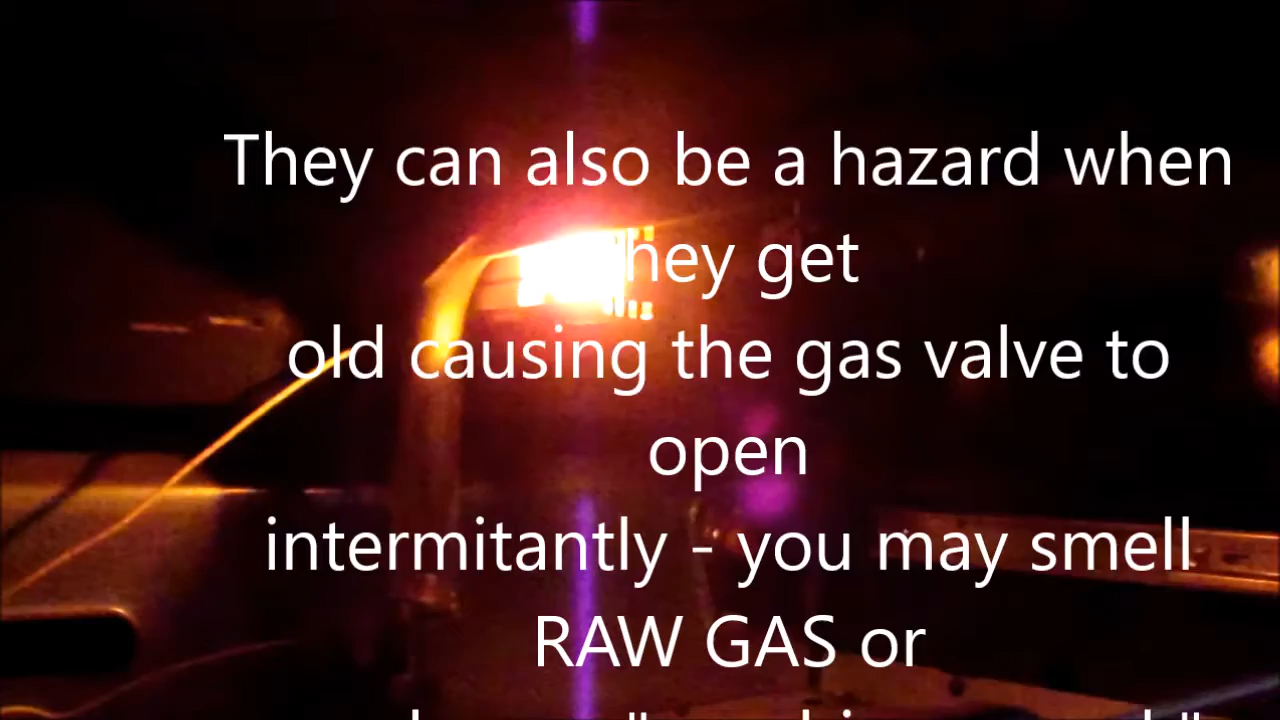 They can also be a hazard when
they get
old causing the gas valve to
open
intermitantly - you may smell
RAW GAS or